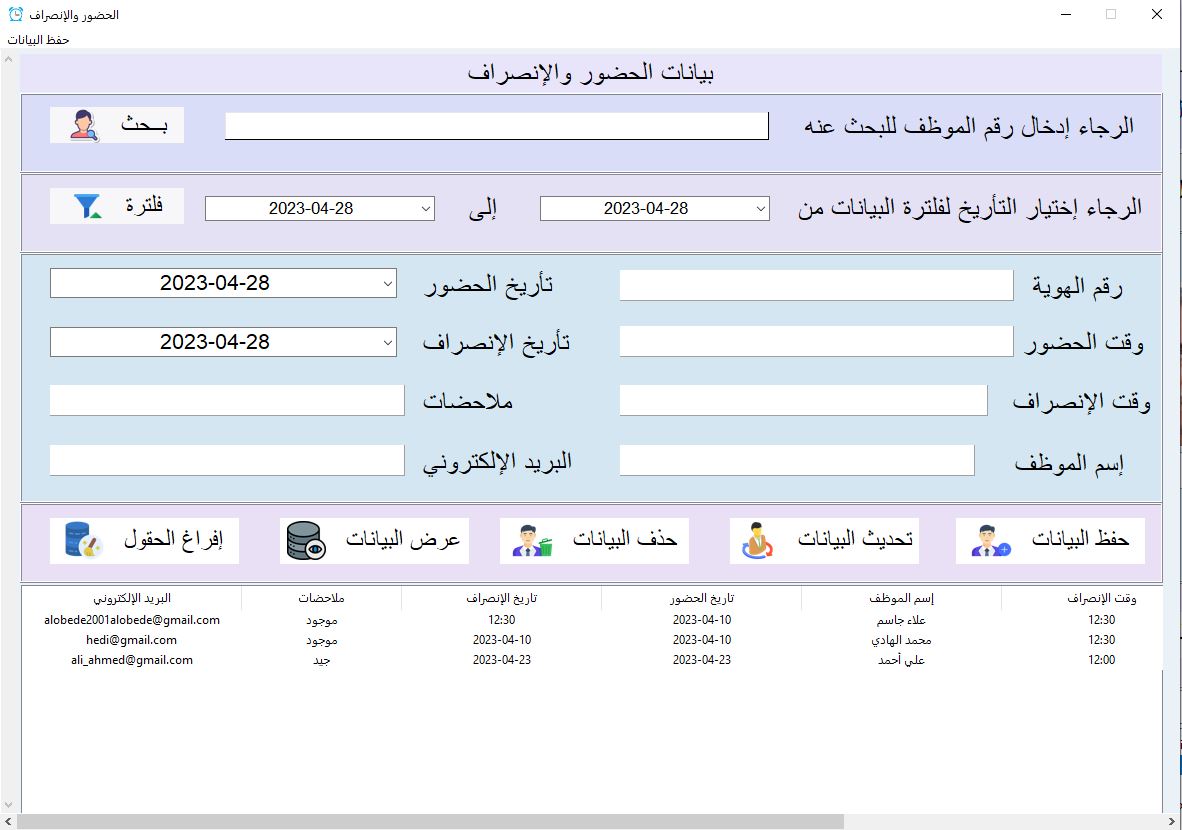 الحضور والإنصراف
حفظ البيانات
بيانات الحضور والإنصراف
الرجاء إدخال رقم الموظف للبحث عنه بــحث
الرجاء إختيار التأريخ لفلترة البيانات من 2023-04-28 إلى 2023-04-28 فلترة
رقم الهوية تأريخ الحضور 2023-04-28
وقت الحضور تأريخ الإنصراف 2023-04-28
وقت الإنصراف ملاحضات
إسم الموظف البريد الإلكتروني
حفظ البيانات تحديث البيانات حذف البيانات عرض البيانات إفراغ الحقول
وقت الإنصراف إسم الموظف تاريخ الحضور تاريخ الإنصراف ملاحضات البريد الإلكتروني
12:30 علاء جاسم 2023-04-10 12:30 موجود alobede2001alobede@gmail.com
12:30 محمد الهادي 2023-04-10 2023-04-10 موجود hedi@gmail.com
12:00 علي أحمد 2023-04-23 2023-04-23 جيد ali_ahmed@gmail.com